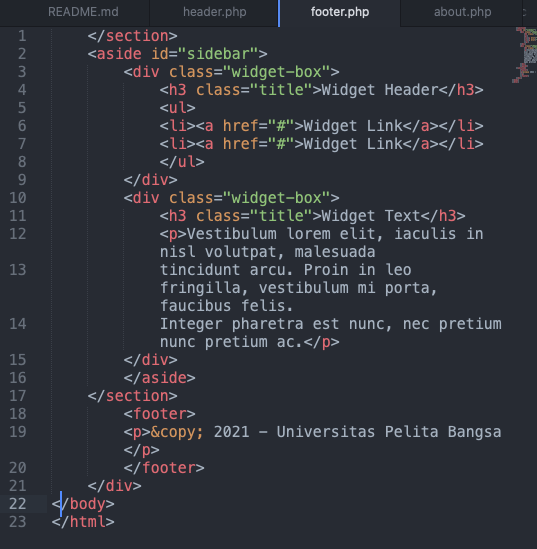 README.md header.php footer.php about.php c
1 </section>
2 <aside id="sidebar">
3 <div class="widget-box">
4 <h3 class="title">Widget Header</h3>
5 <ul>
6 <li><a href="#">Widget Link</a></li>
7 <li><a href="#">Widget Link</a></li>
8 </ul>
9 </div>
10 <div class="widget-box">
11 <h3 class="title">Widget Text</h3>
12 <p>Vestibulum lorem elit, iaculis in
nisl volutpat, malesuada
13 tincidunt arcu. Proin in leo
fringilla, vestibulum mi porta,
faucibus felis.
14 Integer pharetra est nunc, nec pretium
nunc pretium ac.</p>
15 </div>
16 </aside>
17 </section>
18 <footer>
19 <p>&copy; 2021 - Universitas Pelita Bangsa
</p>
20 </footer>
21 </div>
22 </body>
23 </html>